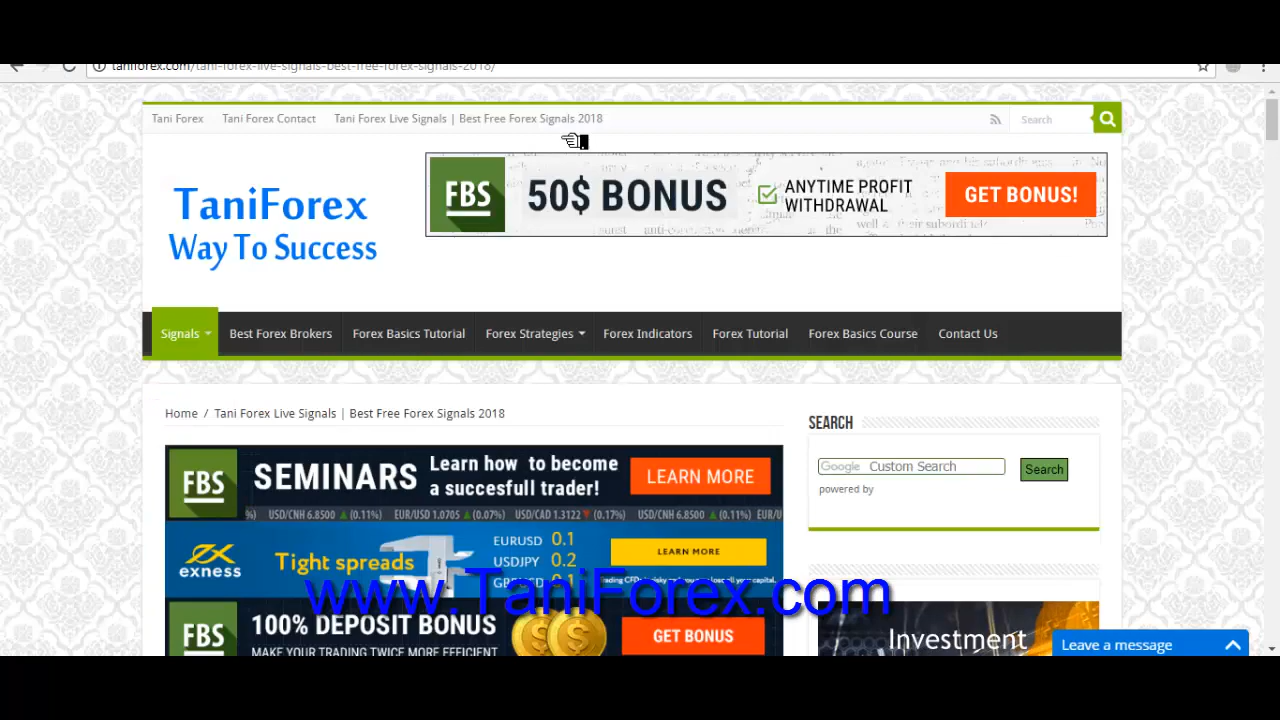 taniforex.com/tani-forex-live-signals-best-free-forex-signals-2018/
Tani Forex Tani Forex Contact Tani Forex Live Signals | Best Free Forex Signals 2018 Search
TaniForex
Way To Success
FBS 50$ BONUS ANYTIME PROFIT WITHDRAWAL GET BONUS!
Signals Best Forex Brokers Forex Basics Tutorial Forex Strategies Forex Indicators Forex Tutorial Forex Basics Course Contact Us
Home / Tani Forex Live Signals | Best Free Forex Signals 2018
FBS SEMINARS Learn how to become a succesfull trader! LEARN MORE
%) USD/CNH 6.8500 (0.11%) EUR/USD 1.0705 (0.07%) USD/CAD 1.3122 (0.17%) USD/CNH 6.8500 (0.11%) EUR/U
exness Tight spreads
EURUSD 0.1
USDJPY 0.2
LEARN MORE
www.TaniForex.com
FBS 100% DEPOSIT BONUS GET BONUS
MAKE YOUR TRADING TWICE MORE EFFICIENT
SEARCH
Google Custom Search Search
powered by
Investment
Leave a message